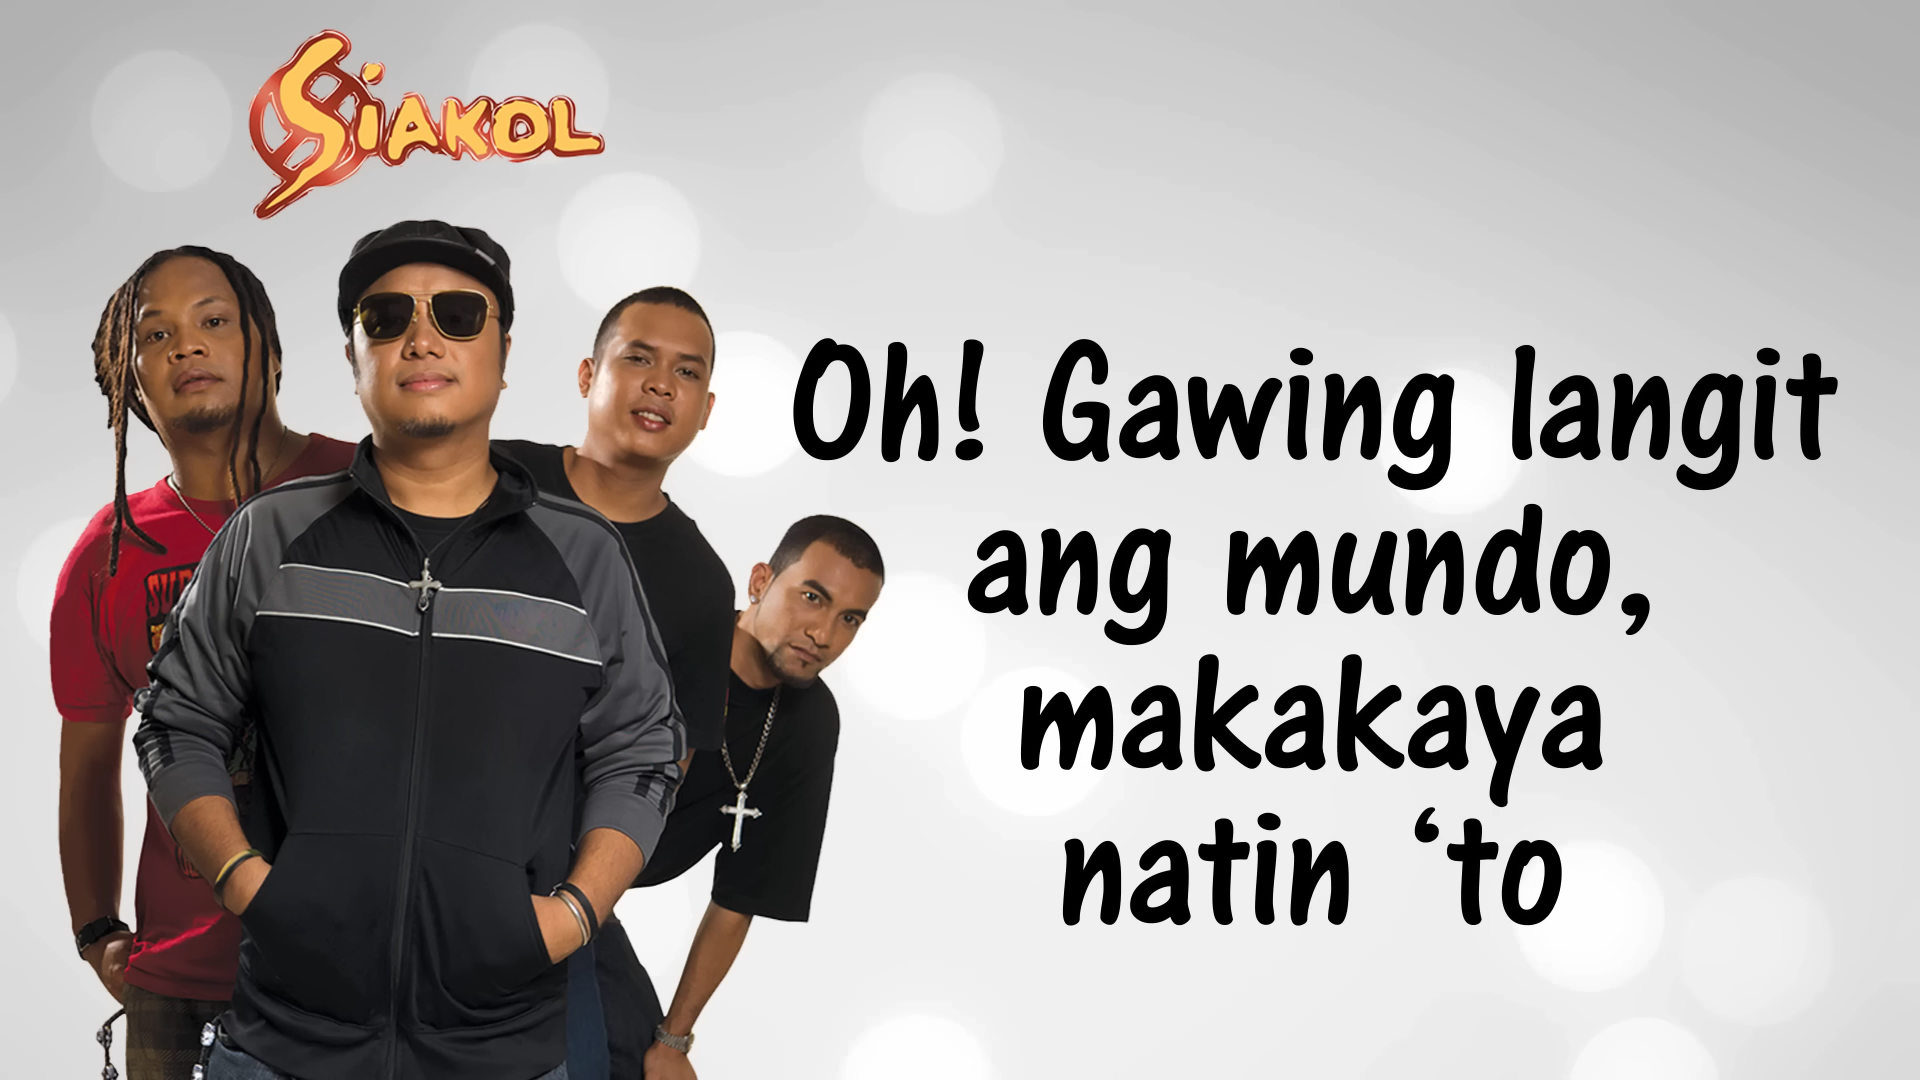 SIAKOL
Oh! Gawing langit
ang mundo,
makakaya
natin ‘to